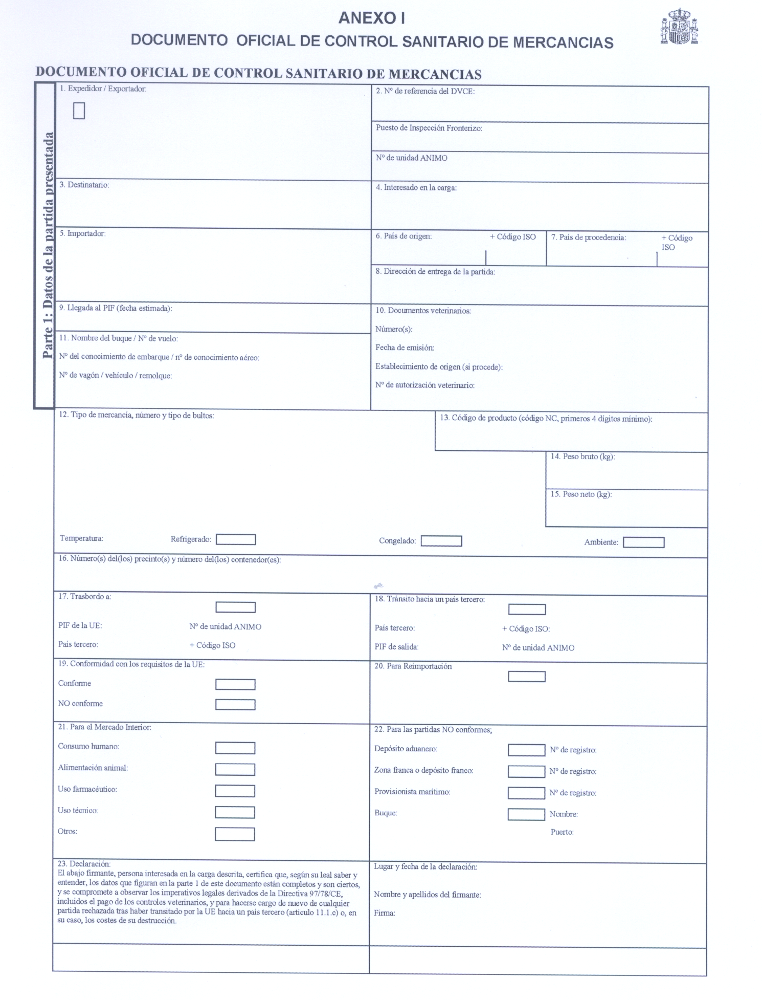 ANEXO I
DOCUMENTO OFICIAL DE CONTROL SANITARIO DE MERCANCIAS
DOCUMENTO OFICIAL DE CONTROL SANITARIO DE MERCANCIAS
Parte 1: Datos de la partida presentada
1. Expedidor / Exportador:
2. Nº de referencia del DVCE:
Puesto de Inspección Fronterizo:
Nº de unidad ANIMO
3. Destinatario:
4. Interesado en la carga:
5. Importador:
6. País de origen: + Código ISO
7. País de procedencia: + Código
ISO
8. Dirección de entrega de la partida:
9. Llegada al PIF (fecha estimada):
10. Documentos veterinarios:
Número(s):
Fecha de emisión:
Establecimiento de origen (si procede):
Nº de autorización veterinario:
11. Nombre del buque / Nº de vuelo:
Nº del conocimiento de embarque / nº de conocimiento aéreo:
Nº de vagón / vehículo / remolque:
12. Tipo de mercancía, número y tipo de bultos:
13. Código de producto (código NC, primeros 4 dígitos mínimo):
14. Peso bruto (kg):
15. Peso neto (kg):
Temperatura: Refrigerado: Congelado: Ambiente:
16. Número(s) del(los) precinto(s) y número del(los) contenedor(es):
17. Trasbordo a:
PIF de la UE: Nº de unidad ANIMO
País tercero: + Código ISO
18. Tránsito hacia un país tercero:
País tercero: + Código ISO:
PIF de salida: Nº de unidad ANIMO
19. Conformidad con los requisitos de la UE:
Conforme
NO conforme
20. Para Reimportación
21. Para el Mercado Interior:
Consumo humano:
Alimentación animal:
Uso farmacéutico:
Uso técnico:
Otros:
22. Para las partidas NO conformes;
Depósito aduanero: Nº de registro:
Zona franca o depósito franco: Nº de registro:
Provisionista marítimo: Nº de registro:
Buque: Nombre:
Puerto:
23. Declaración:
El abajo firmante, persona interesada en la carga descrita, certifica que, según su leal saber y
entender, los datos que figuran en la parte 1 de este documento están completos y son ciertos,
y se compromete a observar los imperativos legales derivados de la Directiva 97/78/CE,
incluidos el pago de los controles veterinarios, y para hacerse cargo de nuevo de cualquier
partida rechazada tras haber transitado por la UE hacia un país tercero (artículo 11.1.c) o, en
su caso, los costes de su destrucción.
Lugar y fecha de la declaración:
Nombre y apellidos del firmante:
Firma: